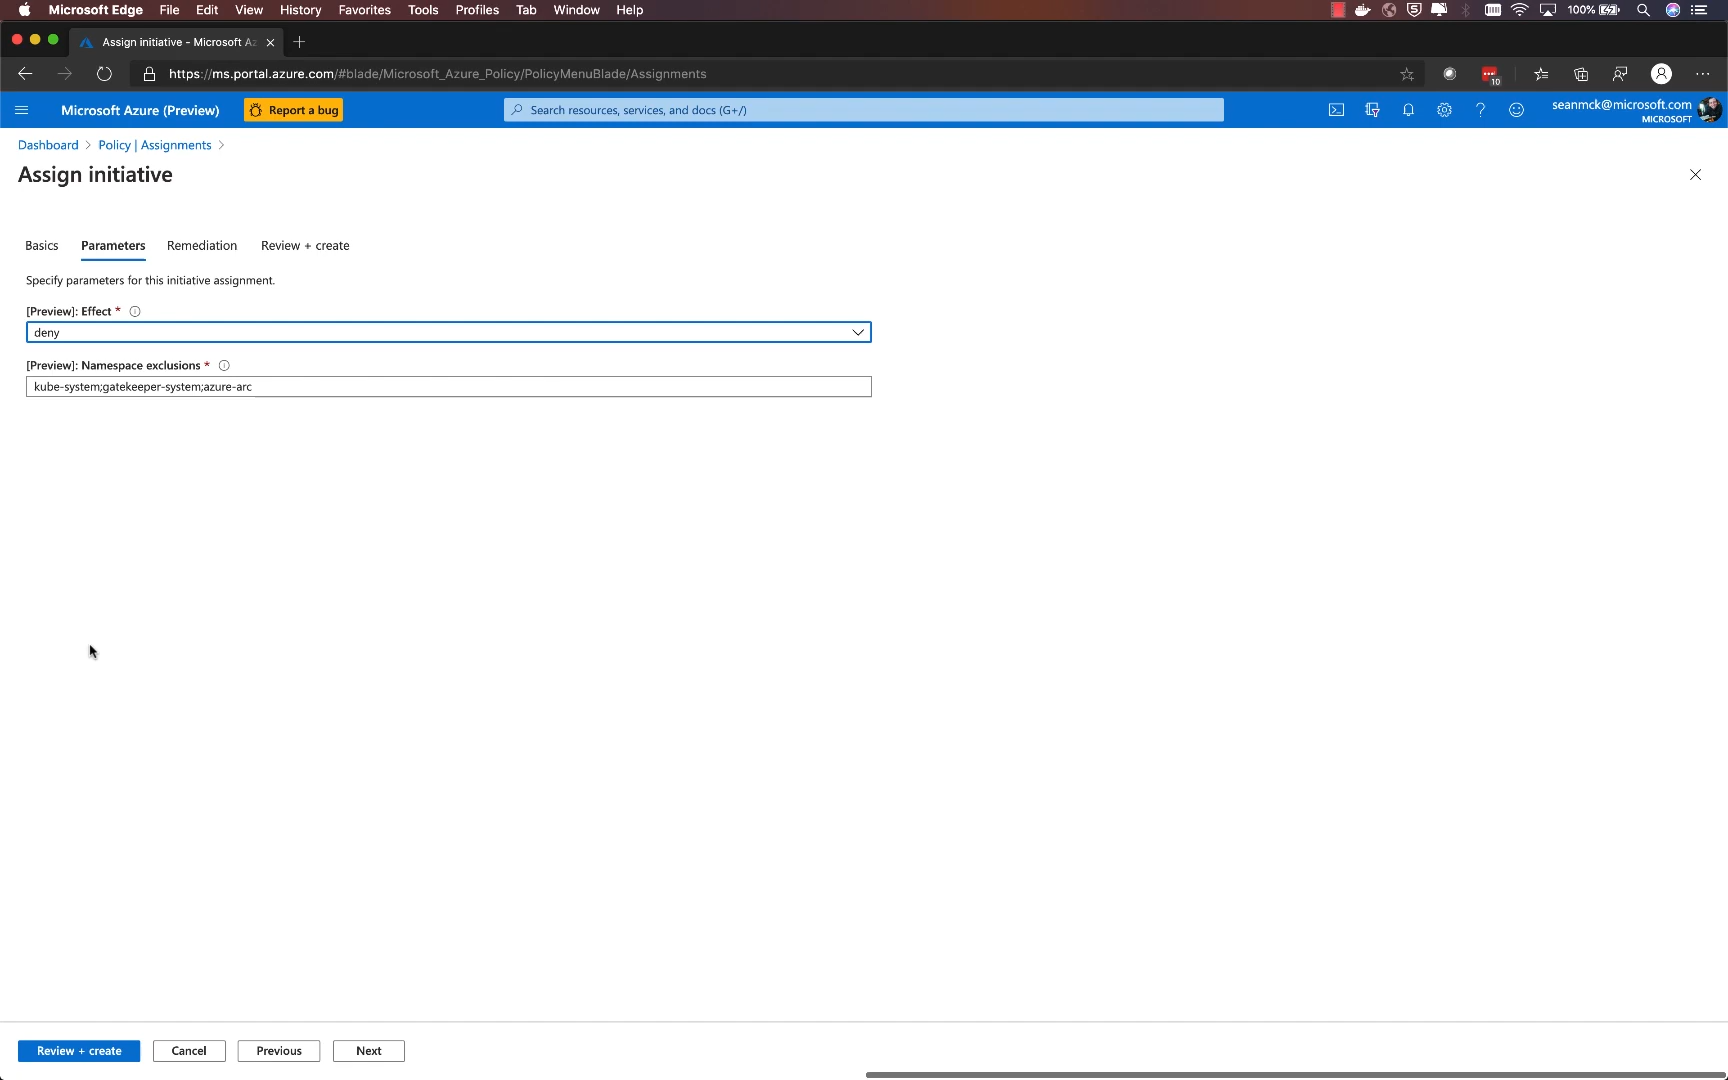 Microsoft Edge File Edit View History Favorites Tools Profiles Tab Window Help 100%
Assign initiative - Microsoft Az
https://ms.portal.azure.com/#blade/Microsoft_Azure_Policy/PolicyMenuBlade/Assignments 10
Microsoft Azure (Preview) Report a bug Search resources, services, and docs (G+/) seanmck@microsoft.com
MICROSOFT
Dashboard > Policy | Assignments >
Assign initiative
Basics Parameters Remediation Review + create
Specify parameters for this initiative assignment.
[Preview]: Effect *
deny
[Preview]: Namespace exclusions *
kube-system;gatekeeper-system;azure-arc
Review + create Cancel Previous Next